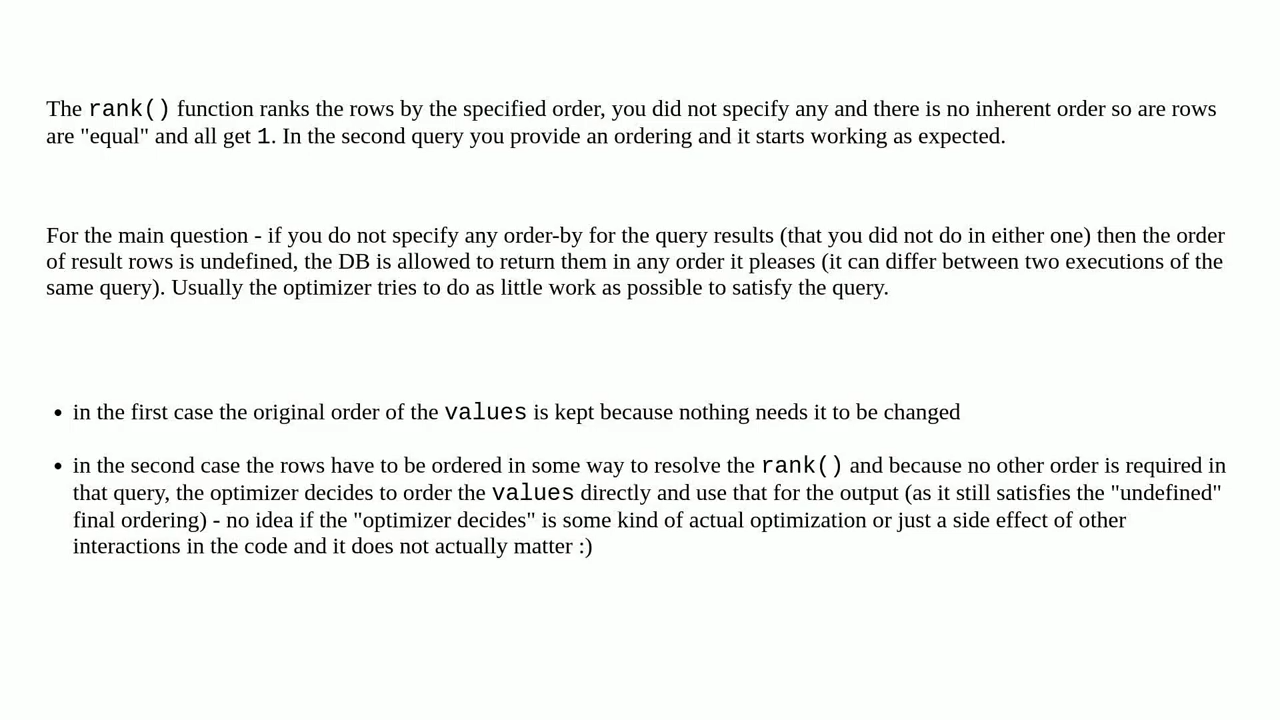 The rank() function ranks the rows by the specified order, you did not specify any and there is no inherent order so are rows
are "equal" and all get 1. In the second query you provide an ordering and it starts working as expected.
For the main question - if you do not specify any order-by for the query results (that you did not do in either one) then the order
of result rows is undefined, the DB is allowed to return them in any order it pleases (it can differ between two executions of the
same query). Usually the optimizer tries to do as little work as possible to satisfy the query.
• in the first case the original order of the values is kept because nothing needs it to be changed
• in the second case the rows have to be ordered in some way to resolve the rank() and because no other order is required in
that query, the optimizer decides to order the values directly and use that for the output (as it still satisfies the "undefined"
final ordering) - no idea if the "optimizer decides" is some kind of actual optimization or just a side effect of other
interactions in the code and it does not actually matter :)